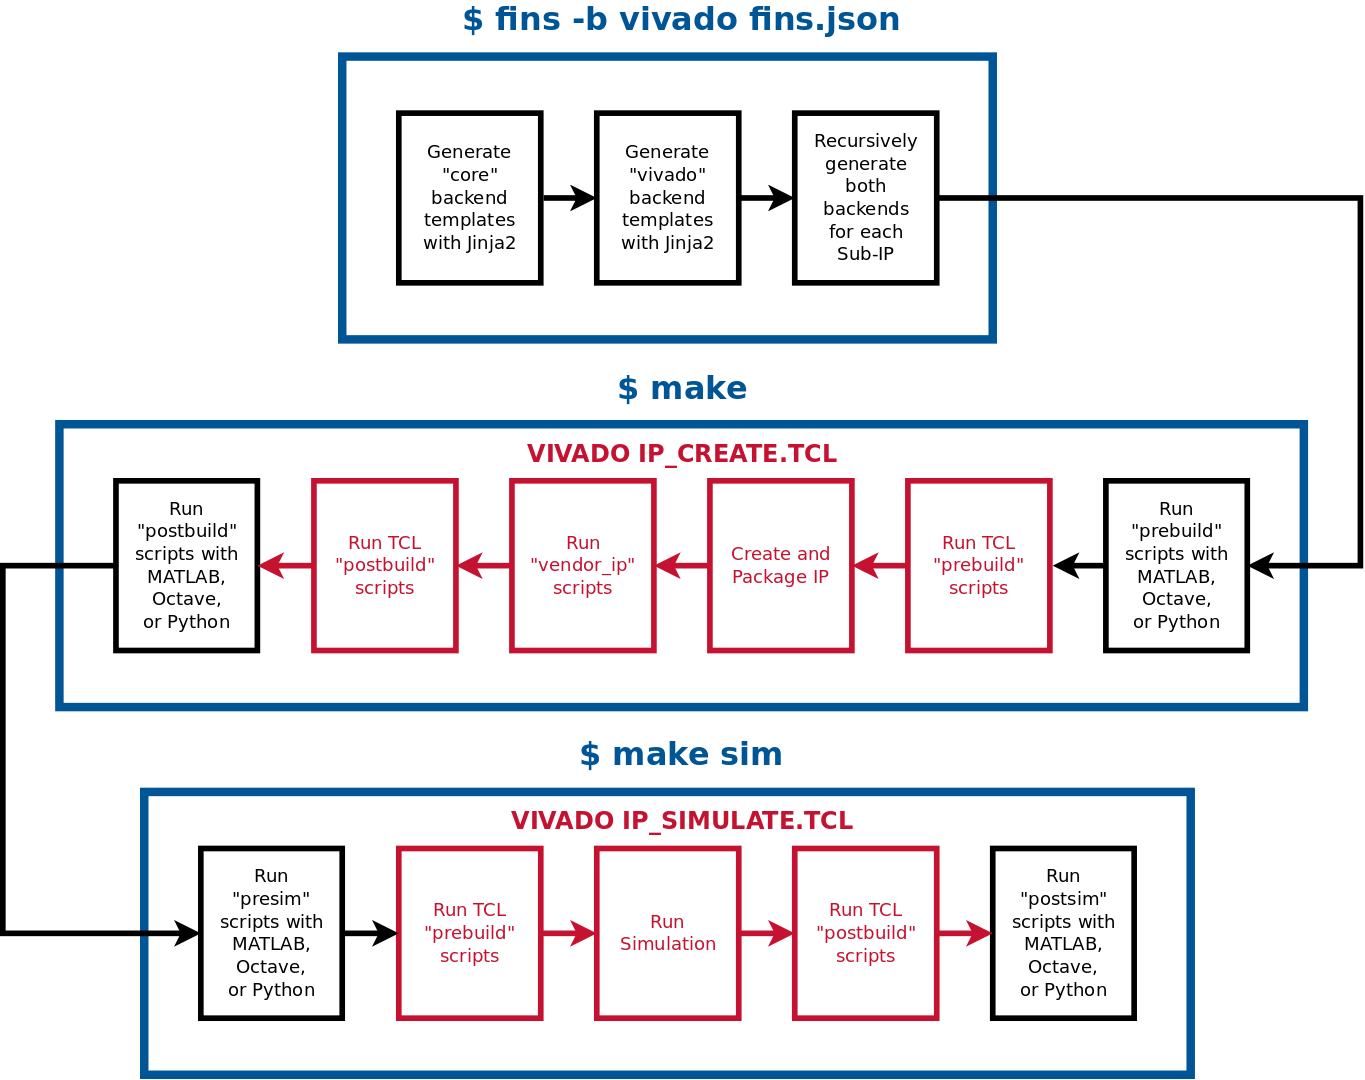 $ fins -b vivado fins.json
Generate
"core"
backend
templates
with Jinja2
Generate
"vivado"
backend
templates
with Jinja2
Recursively
generate
both
backends
for each
Sub-IP
$ make
VIVADO IP_CREATE.TCL
Run
"postbuild"
scripts with
MATLAB,
Octave,
or Python
Run TCL
"postbuild"
scripts
Run
"vendor_ip"
scripts
Create and
Package IP
Run TCL
"prebuild"
scripts
Run
"prebuild"
scripts with
MATLAB,
Octave,
or Python
$ make sim
VIVADO IP_SIMULATE.TCL
Run
"presim"
scripts with
MATLAB,
Octave,
or Python
Run TCL
"prebuild"
scripts
Run
Simulation
Run TCL
"postbuild"
scripts
Run
"postsim"
scripts with
MATLAB,
Octave,
or Python